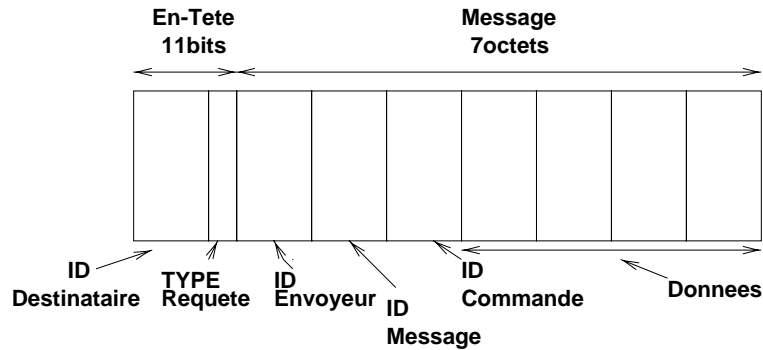 En-Tete
11bits
Message
7octets
ID
Destinataire
TYPE
Requete
ID
Envoyeur
ID
Message
ID
Commande
Donnees